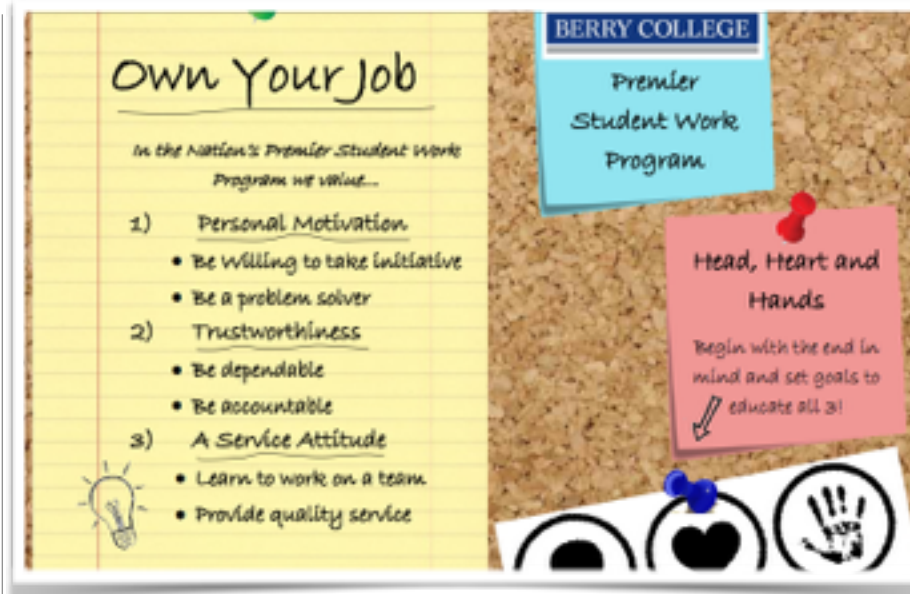 Own Your Job
In the Nation's Premier Student Work
Program we value...
1) Personal Motivation
• Be Willing to take initiative
• Be a problem solver
2) Trustworthiness
• Be dependable
• Be accountable
3) A Service Attitude
• Learn to work on a team
• Provide quality service
BERRY COLLEGE
Premier
Student Work
Program
Head, Heart and
Hands
Begin with the end in
mind and set goals to
educate all 3!